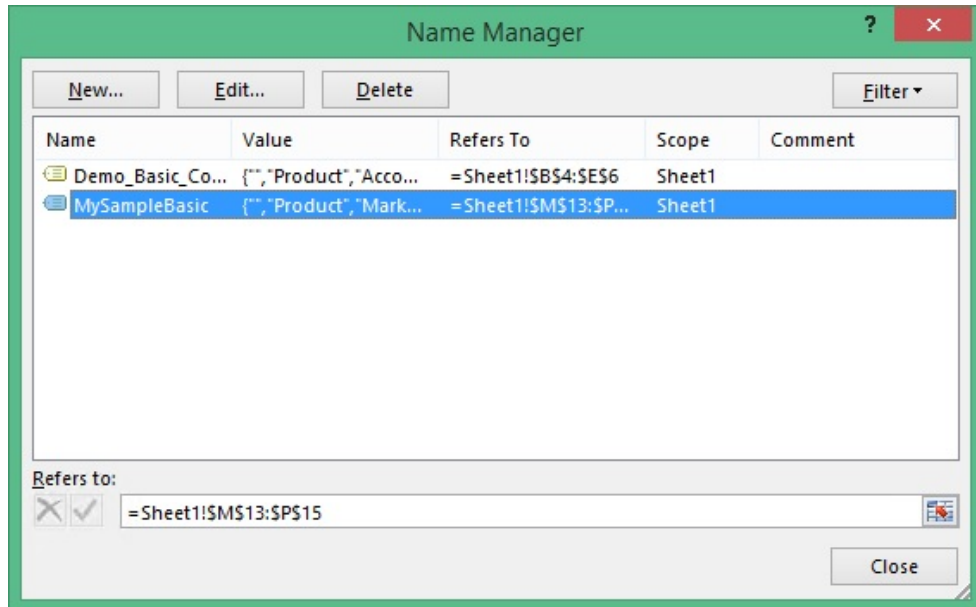 Name Manager
? ×
New... Edit... Delete Filter
Name Value Refers To Scope Comment
Demo_Basic_Co... {"","Product","Acco... =Sheet1!$B$4:$E$6 Sheet1
MySampleBasic {"","Product","Mark... =Sheet1!$M$13:$P... Sheet1
Refers to:
=Sheet1!$M$13:$P$15
Close